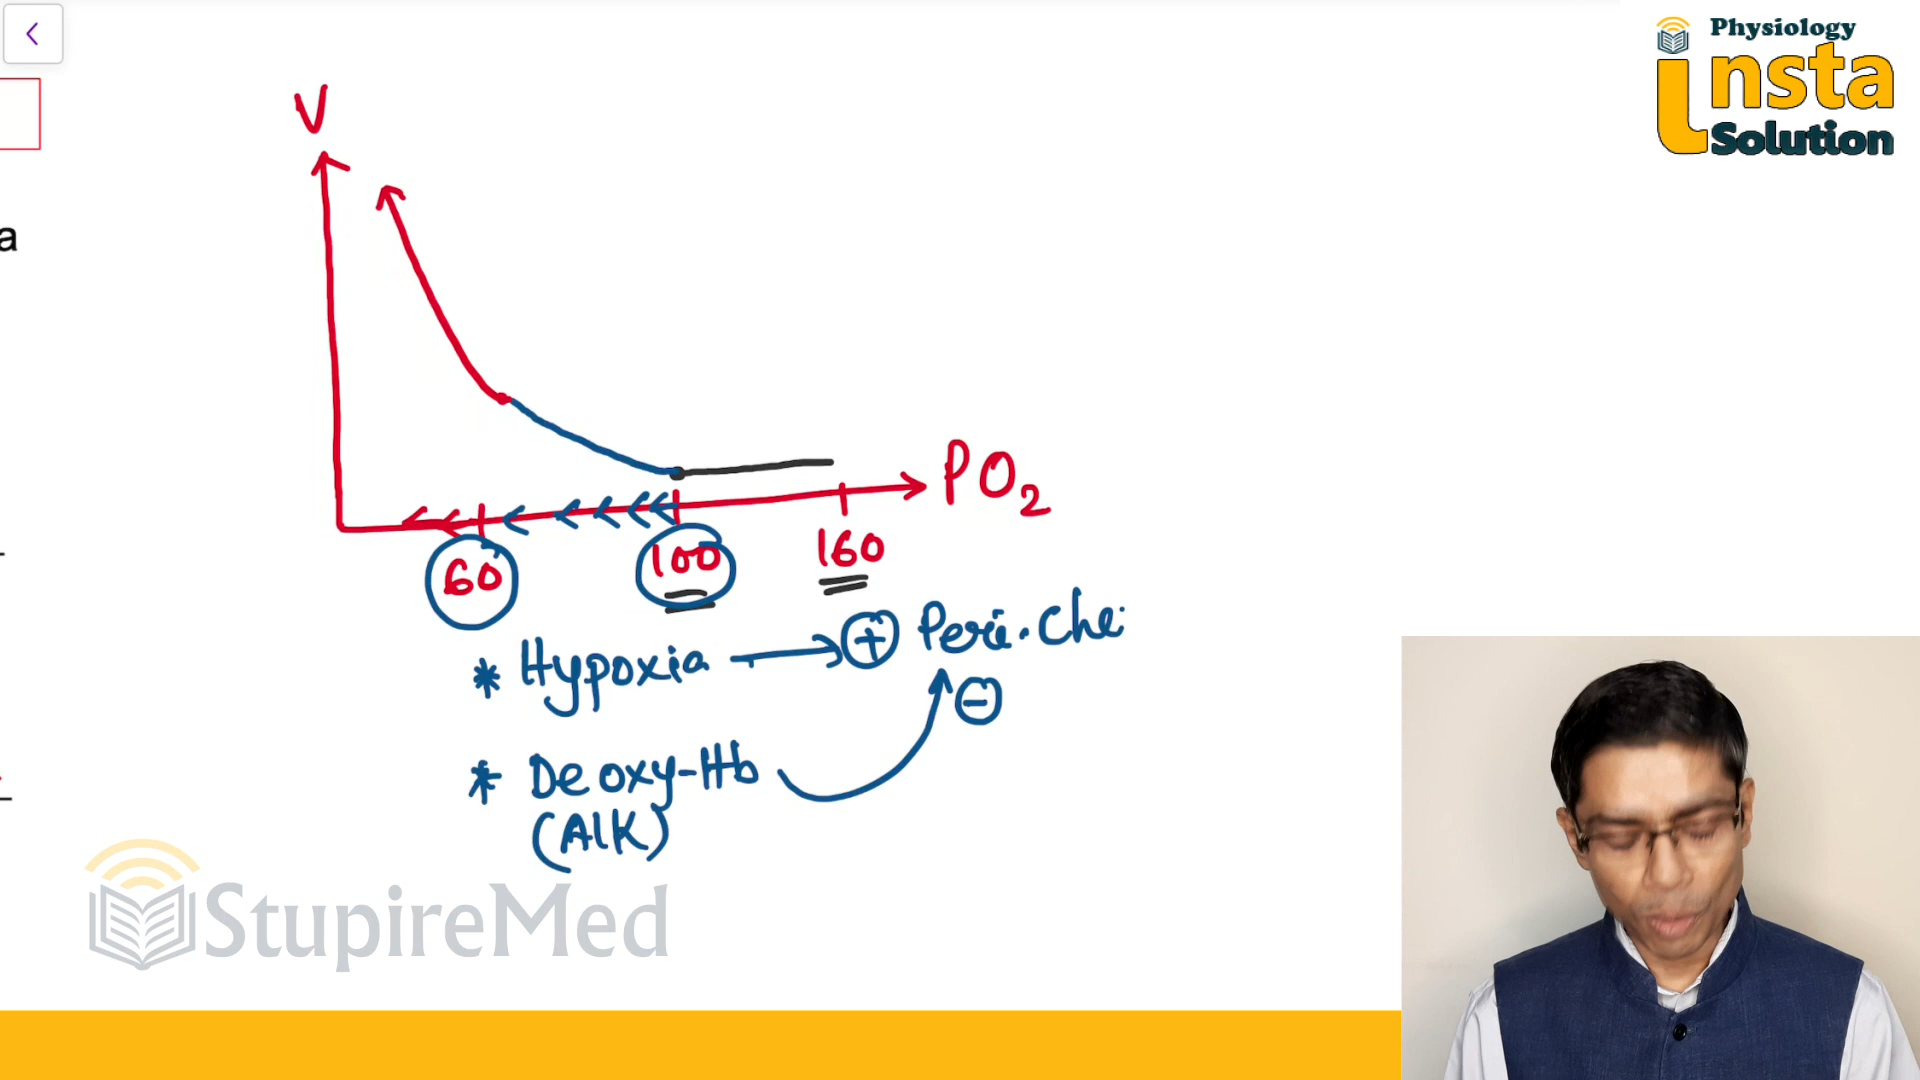 Physiology
Insta
Solution
V
a
PO2
60
100
160
* Hypoxia → ⊕ Peri. Che
⊖
* Deoxy-Hb
(Alk)
StupireMed